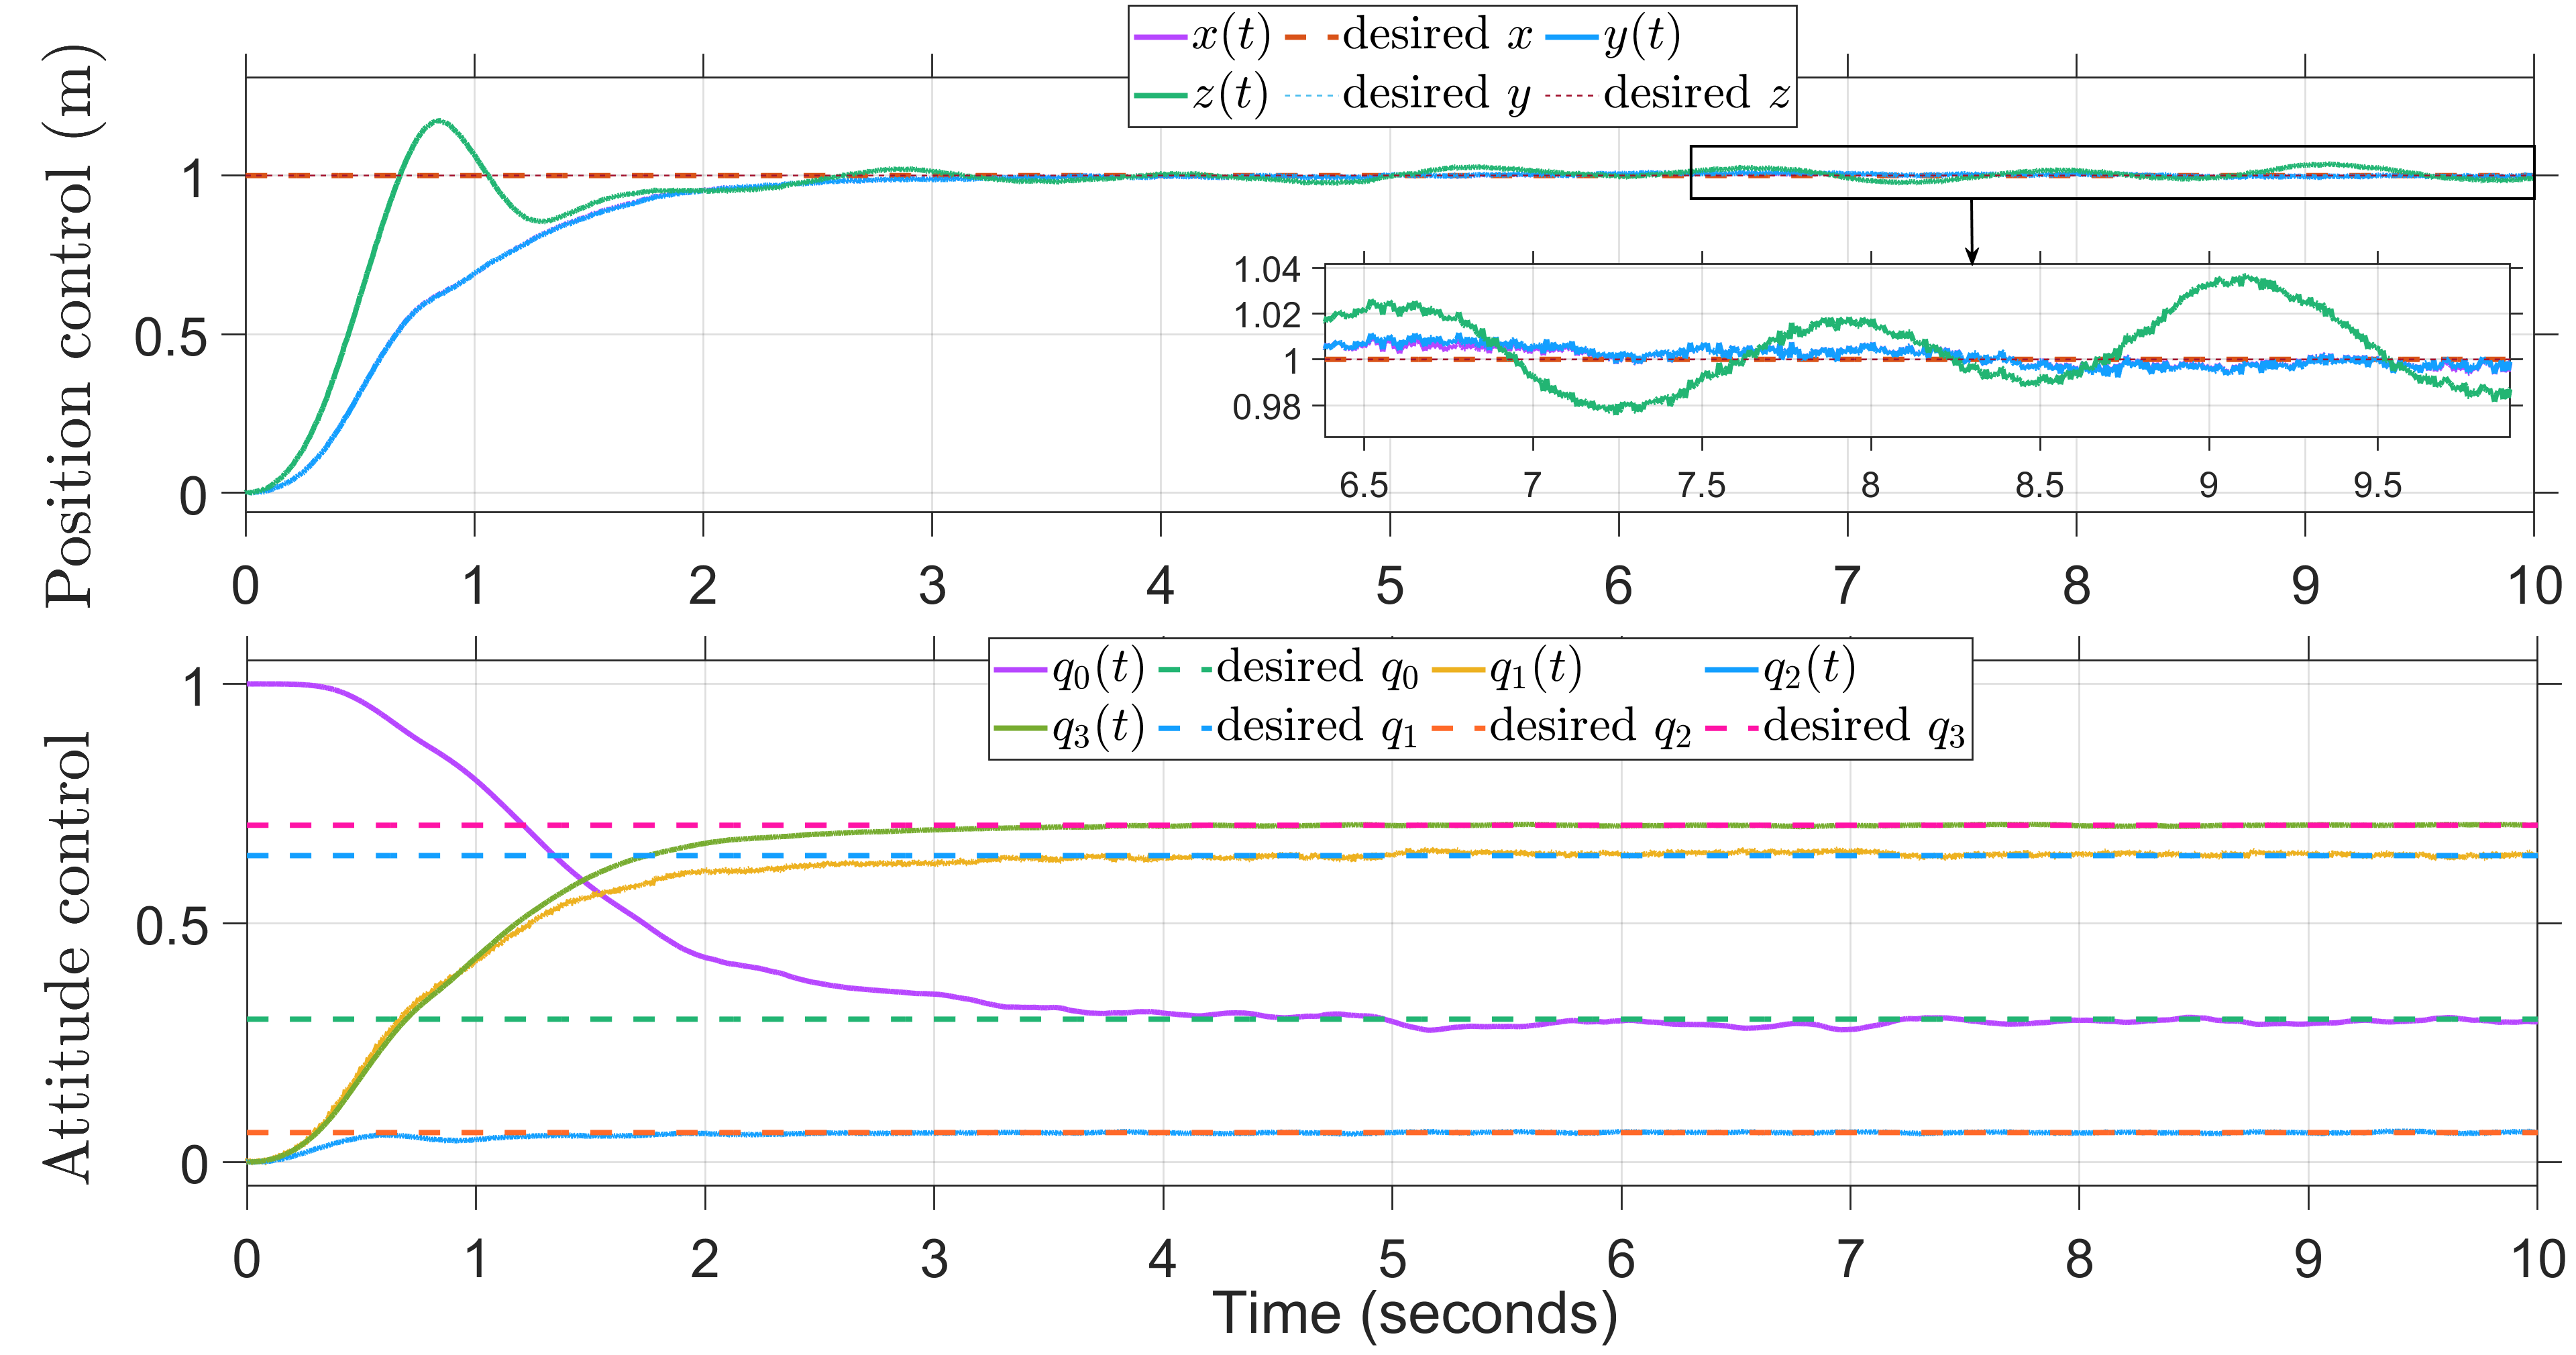 x(t) desired x y(t)
z(t) desired y desired z
Position control (m)
1
0.5
0
1.04
1.02
1
0.98
6.5 7 7.5 8 8.5 9 9.5
0 1 2 3 4 5 6 7 8 9 10
q0(t) desired q0 q1(t) q2(t)
q3(t) desired q1 desired q2 desired q3
Attitude control
1
0.5
0
0 1 2 3 4 5 6 7 8 9 10
Time (seconds)